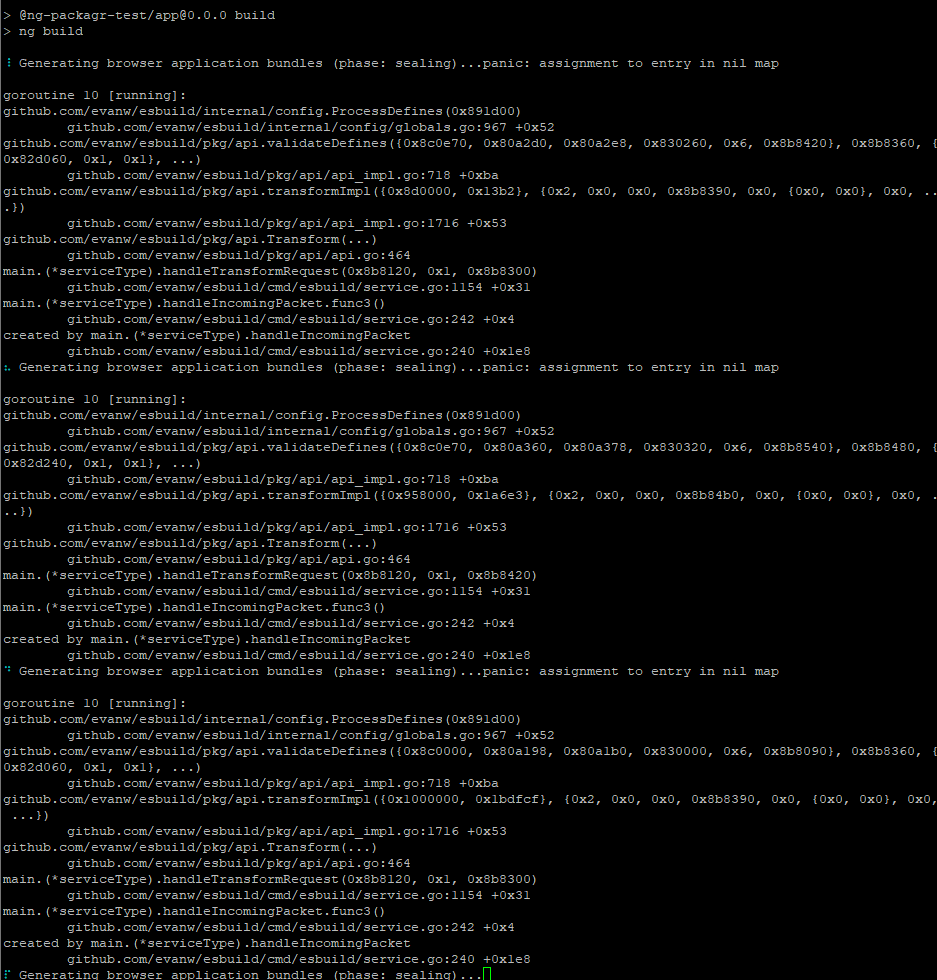 > @ng-packagr-test/app@0.0.0 build
> ng build
⠸ Generating browser application bundles (phase: sealing)...panic: assignment to entry in nil map
goroutine 10 [running]:
github.com/evanw/esbuild/internal/config.ProcessDefines(0x891d00)
github.com/evanw/esbuild/internal/config/globals.go:967 +0x52
github.com/evanw/esbuild/pkg/api.validateDefines({0x8c0e70, 0x80a2d0, 0x80a2e8, 0x830260, 0x6, 0x8b8420}, 0x8b8360, {
0x82d060, 0x1, 0x1}, ...)
github.com/evanw/esbuild/pkg/api/api_impl.go:718 +0xba
github.com/evanw/esbuild/pkg/api.transformImpl({0x8d0000, 0x13b2}, {0x2, 0x0, 0x0, 0x8b8390, 0x0, {0x0, 0x0}, 0x0, ..
.})
github.com/evanw/esbuild/pkg/api/api_impl.go:1716 +0x53
github.com/evanw/esbuild/pkg/api.Transform(...)
github.com/evanw/esbuild/pkg/api/api.go:464
main.(*serviceType).handleTransformRequest(0x8b8120, 0x1, 0x8b8300)
github.com/evanw/esbuild/cmd/esbuild/service.go:1154 +0x31
main.(*serviceType).handleIncomingPacket.func3()
github.com/evanw/esbuild/cmd/esbuild/service.go:242 +0x4
created by main.(*serviceType).handleIncomingPacket
github.com/evanw/esbuild/cmd/esbuild/service.go:240 +0x1e8
⠦ Generating browser application bundles (phase: sealing)...panic: assignment to entry in nil map
goroutine 10 [running]:
github.com/evanw/esbuild/internal/config.ProcessDefines(0x891d00)
github.com/evanw/esbuild/internal/config/globals.go:967 +0x52
github.com/evanw/esbuild/pkg/api.validateDefines({0x8c0e70, 0x80a360, 0x80a378, 0x830320, 0x6, 0x8b8540}, 0x8b8480, {
0x82d240, 0x1, 0x1}, ...)
github.com/evanw/esbuild/pkg/api/api_impl.go:718 +0xba
github.com/evanw/esbuild/pkg/api.transformImpl({0x958000, 0x1a6e3}, {0x2, 0x0, 0x0, 0x8b84b0, 0x0, {0x0, 0x0}, 0x0, .
..})
github.com/evanw/esbuild/pkg/api/api_impl.go:1716 +0x53
github.com/evanw/esbuild/pkg/api.Transform(...)
github.com/evanw/esbuild/pkg/api/api.go:464
main.(*serviceType).handleTransformRequest(0x8b8120, 0x1, 0x8b8420)
github.com/evanw/esbuild/cmd/esbuild/service.go:1154 +0x31
main.(*serviceType).handleIncomingPacket.func3()
github.com/evanw/esbuild/cmd/esbuild/service.go:242 +0x4
created by main.(*serviceType).handleIncomingPacket
github.com/evanw/esbuild/cmd/esbuild/service.go:240 +0x1e8
⠙ Generating browser application bundles (phase: sealing)...panic: assignment to entry in nil map
goroutine 10 [running]:
github.com/evanw/esbuild/internal/config.ProcessDefines(0x891d00)
github.com/evanw/esbuild/internal/config/globals.go:967 +0x52
github.com/evanw/esbuild/pkg/api.validateDefines({0x8c0000, 0x80a198, 0x80a1b0, 0x830000, 0x6, 0x8b8090}, 0x8b8360, {
0x82d060, 0x1, 0x1}, ...)
github.com/evanw/esbuild/pkg/api/api_impl.go:718 +0xba
github.com/evanw/esbuild/pkg/api.transformImpl({0x1000000, 0x1bdfcf}, {0x2, 0x0, 0x0, 0x8b8390, 0x0, {0x0, 0x0}, 0x0,
...})
github.com/evanw/esbuild/pkg/api/api_impl.go:1716 +0x53
github.com/evanw/esbuild/pkg/api.Transform(...)
github.com/evanw/esbuild/pkg/api/api.go:464
main.(*serviceType).handleTransformRequest(0x8b8120, 0x1, 0x8b8300)
github.com/evanw/esbuild/cmd/esbuild/service.go:1154 +0x31
main.(*serviceType).handleIncomingPacket.func3()
github.com/evanw/esbuild/cmd/esbuild/service.go:242 +0x4
created by main.(*serviceType).handleIncomingPacket
github.com/evanw/esbuild/cmd/esbuild/service.go:240 +0x1e8
⠏ Generating browser application bundles (phase: sealing)...